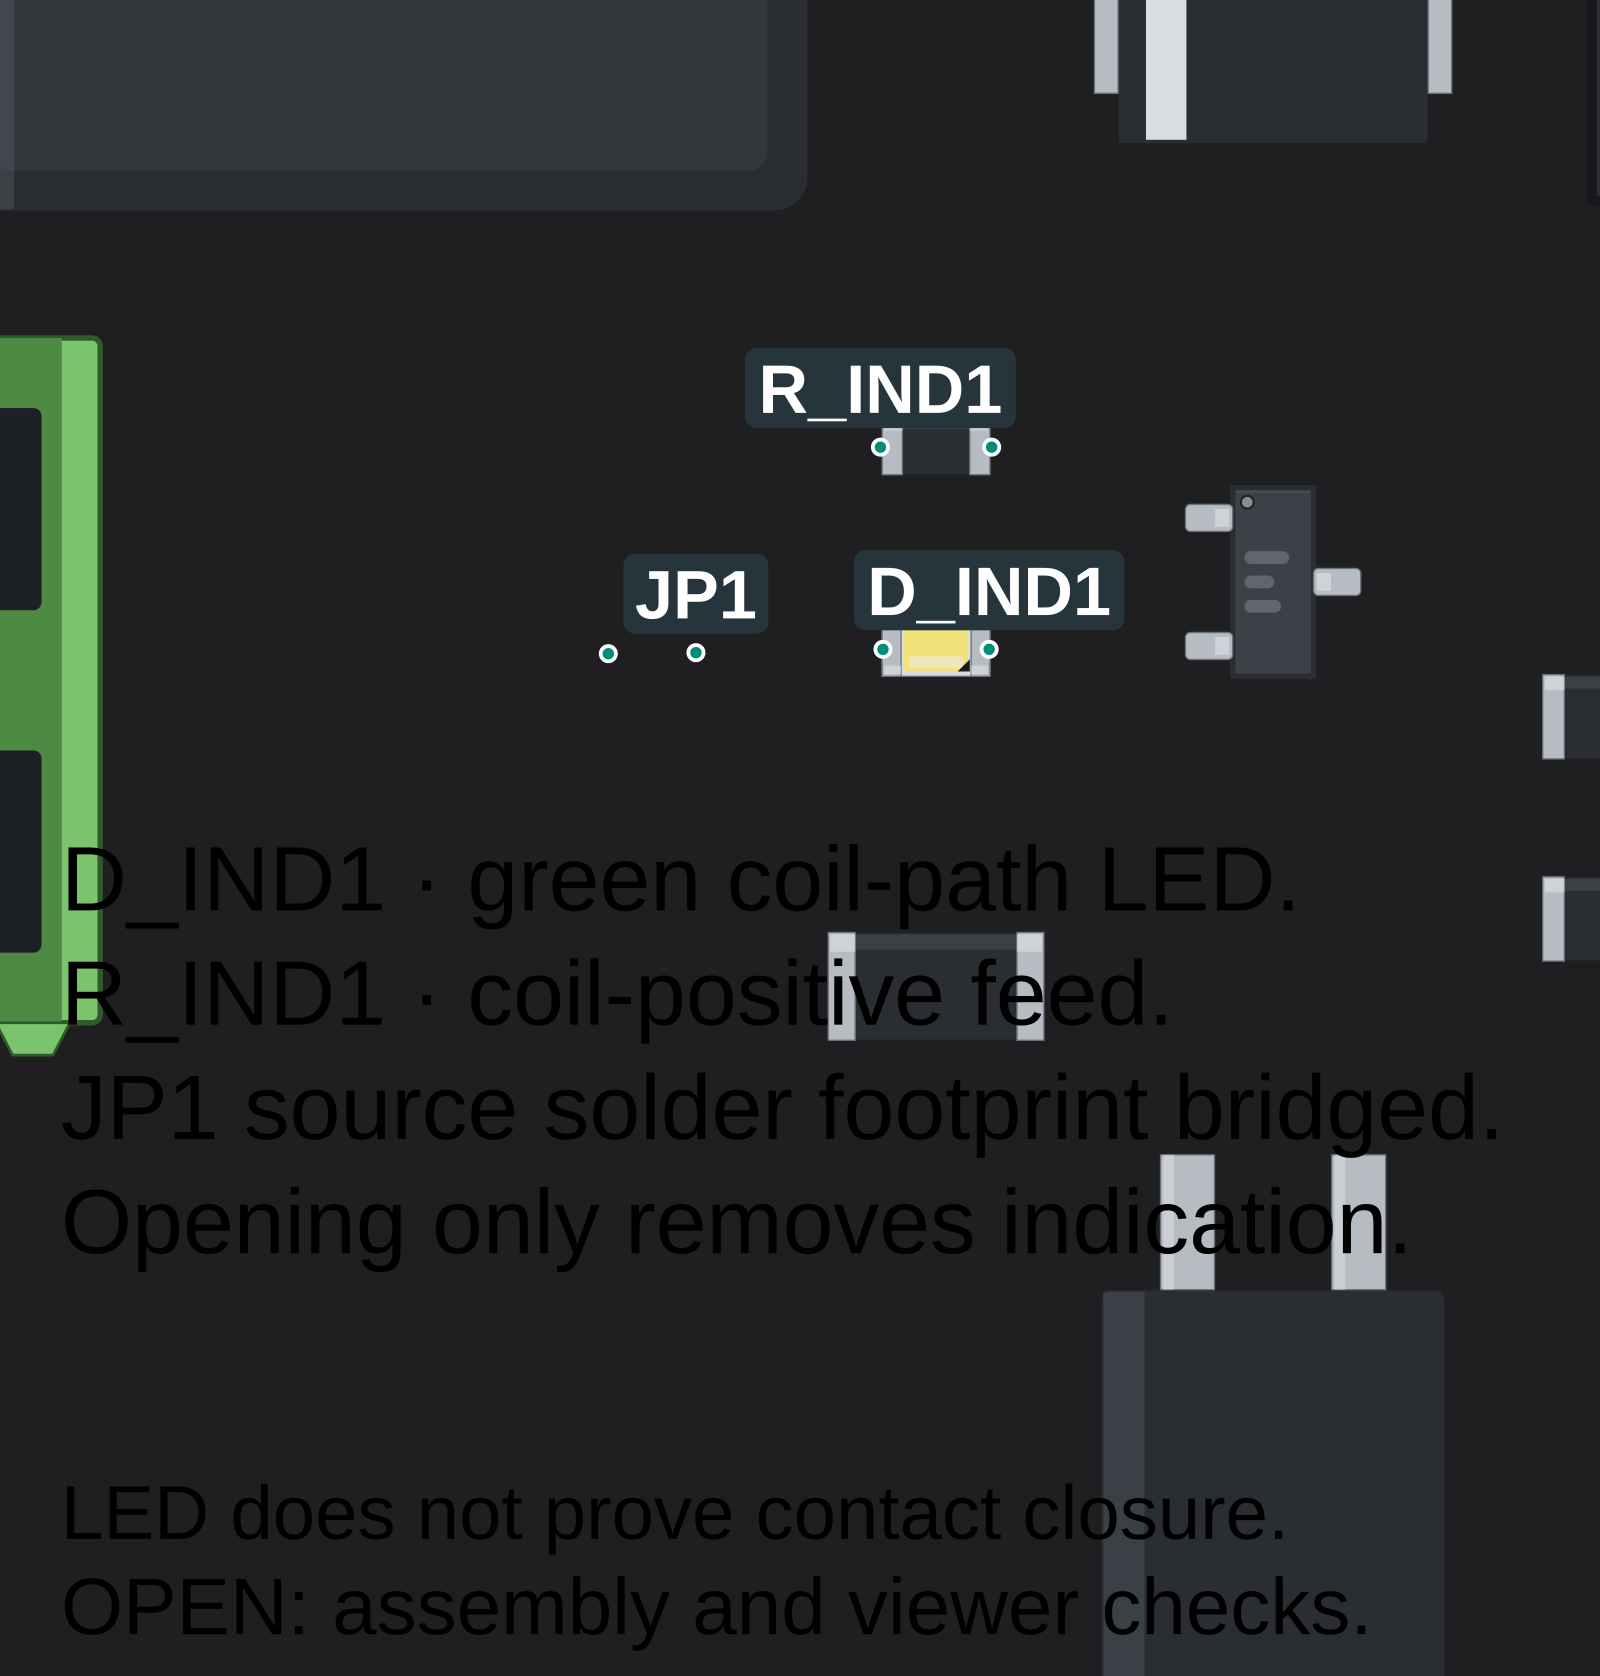 R_IND1
JP1
D_IND1
D_IND1 · green coil-path LED.
R_IND1 · coil-positive feed.
JP1 source solder footprint bridged.
Opening only removes indication.
LED does not prove contact closure.
OPEN: assembly and viewer checks.